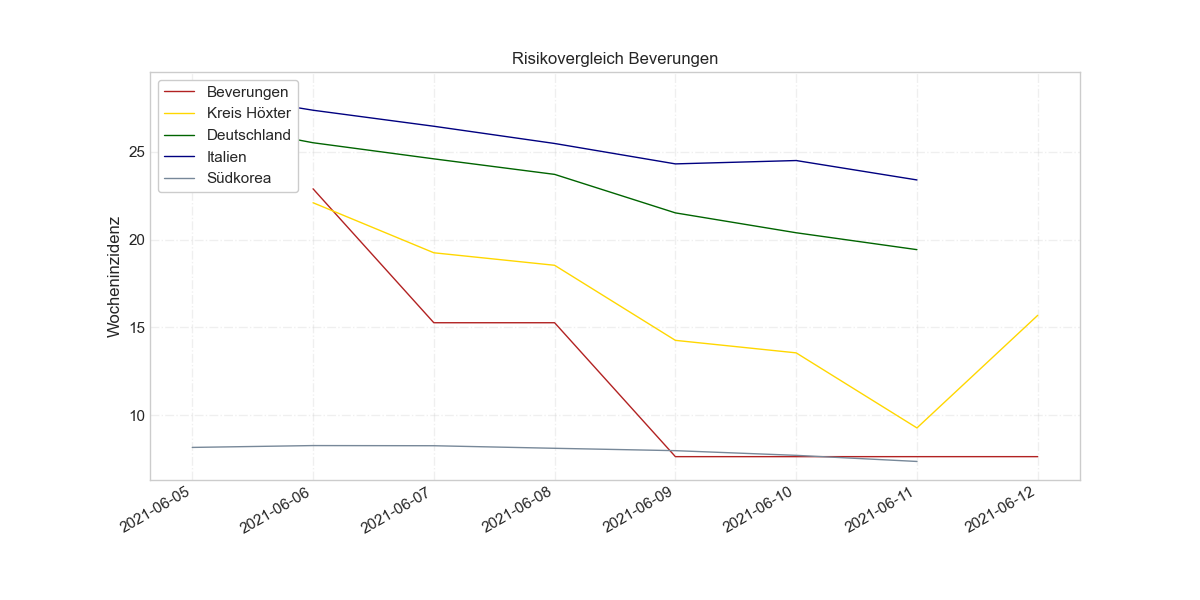 Risikovergleich Beverungen
Beverungen
Kreis Höxter
Deutschland
Italien
Südkorea
Wocheninzidenz
25
20
15
10
2021-06-05
2021-06-06
2021-06-07
2021-06-08
2021-06-09
2021-06-10
2021-06-11
2021-06-12